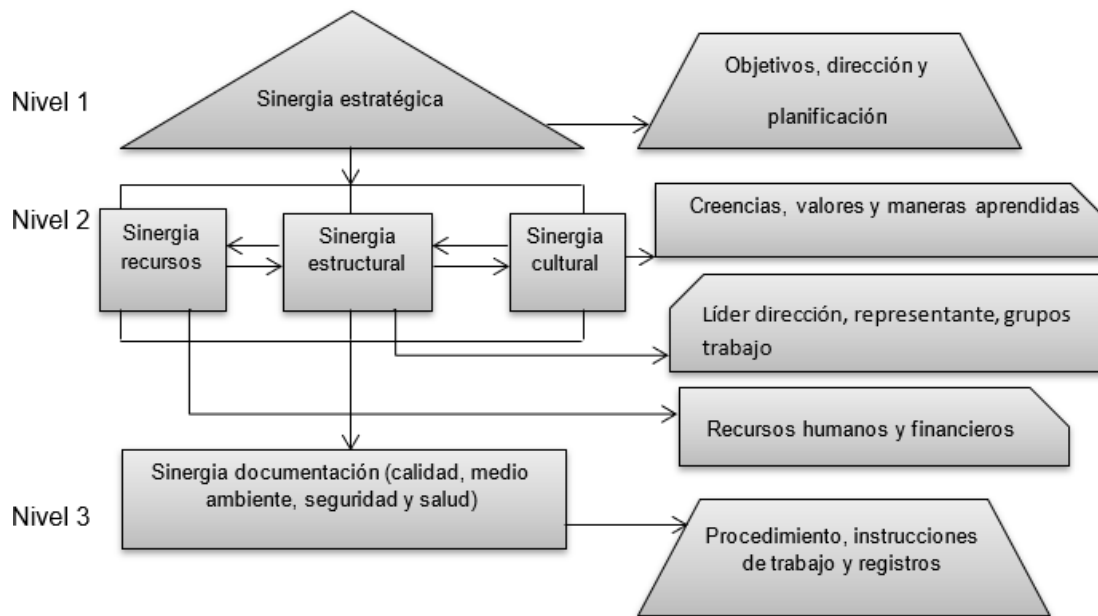 Nivel 1
Sinergia estratégica
Objetivos, dirección y
planificación
Nivel 2
Sinergia
recursos
Sinergia
estructural
Sinergia
cultural
Creencias, valores y maneras aprendidas
Líder dirección, representante, grupos
trabajo
Recursos humanos y financieros
Nivel 3
Sinergia documentación (calidad, medio
ambiente, seguridad y salud)
Procedimiento, instrucciones
de trabajo y registros